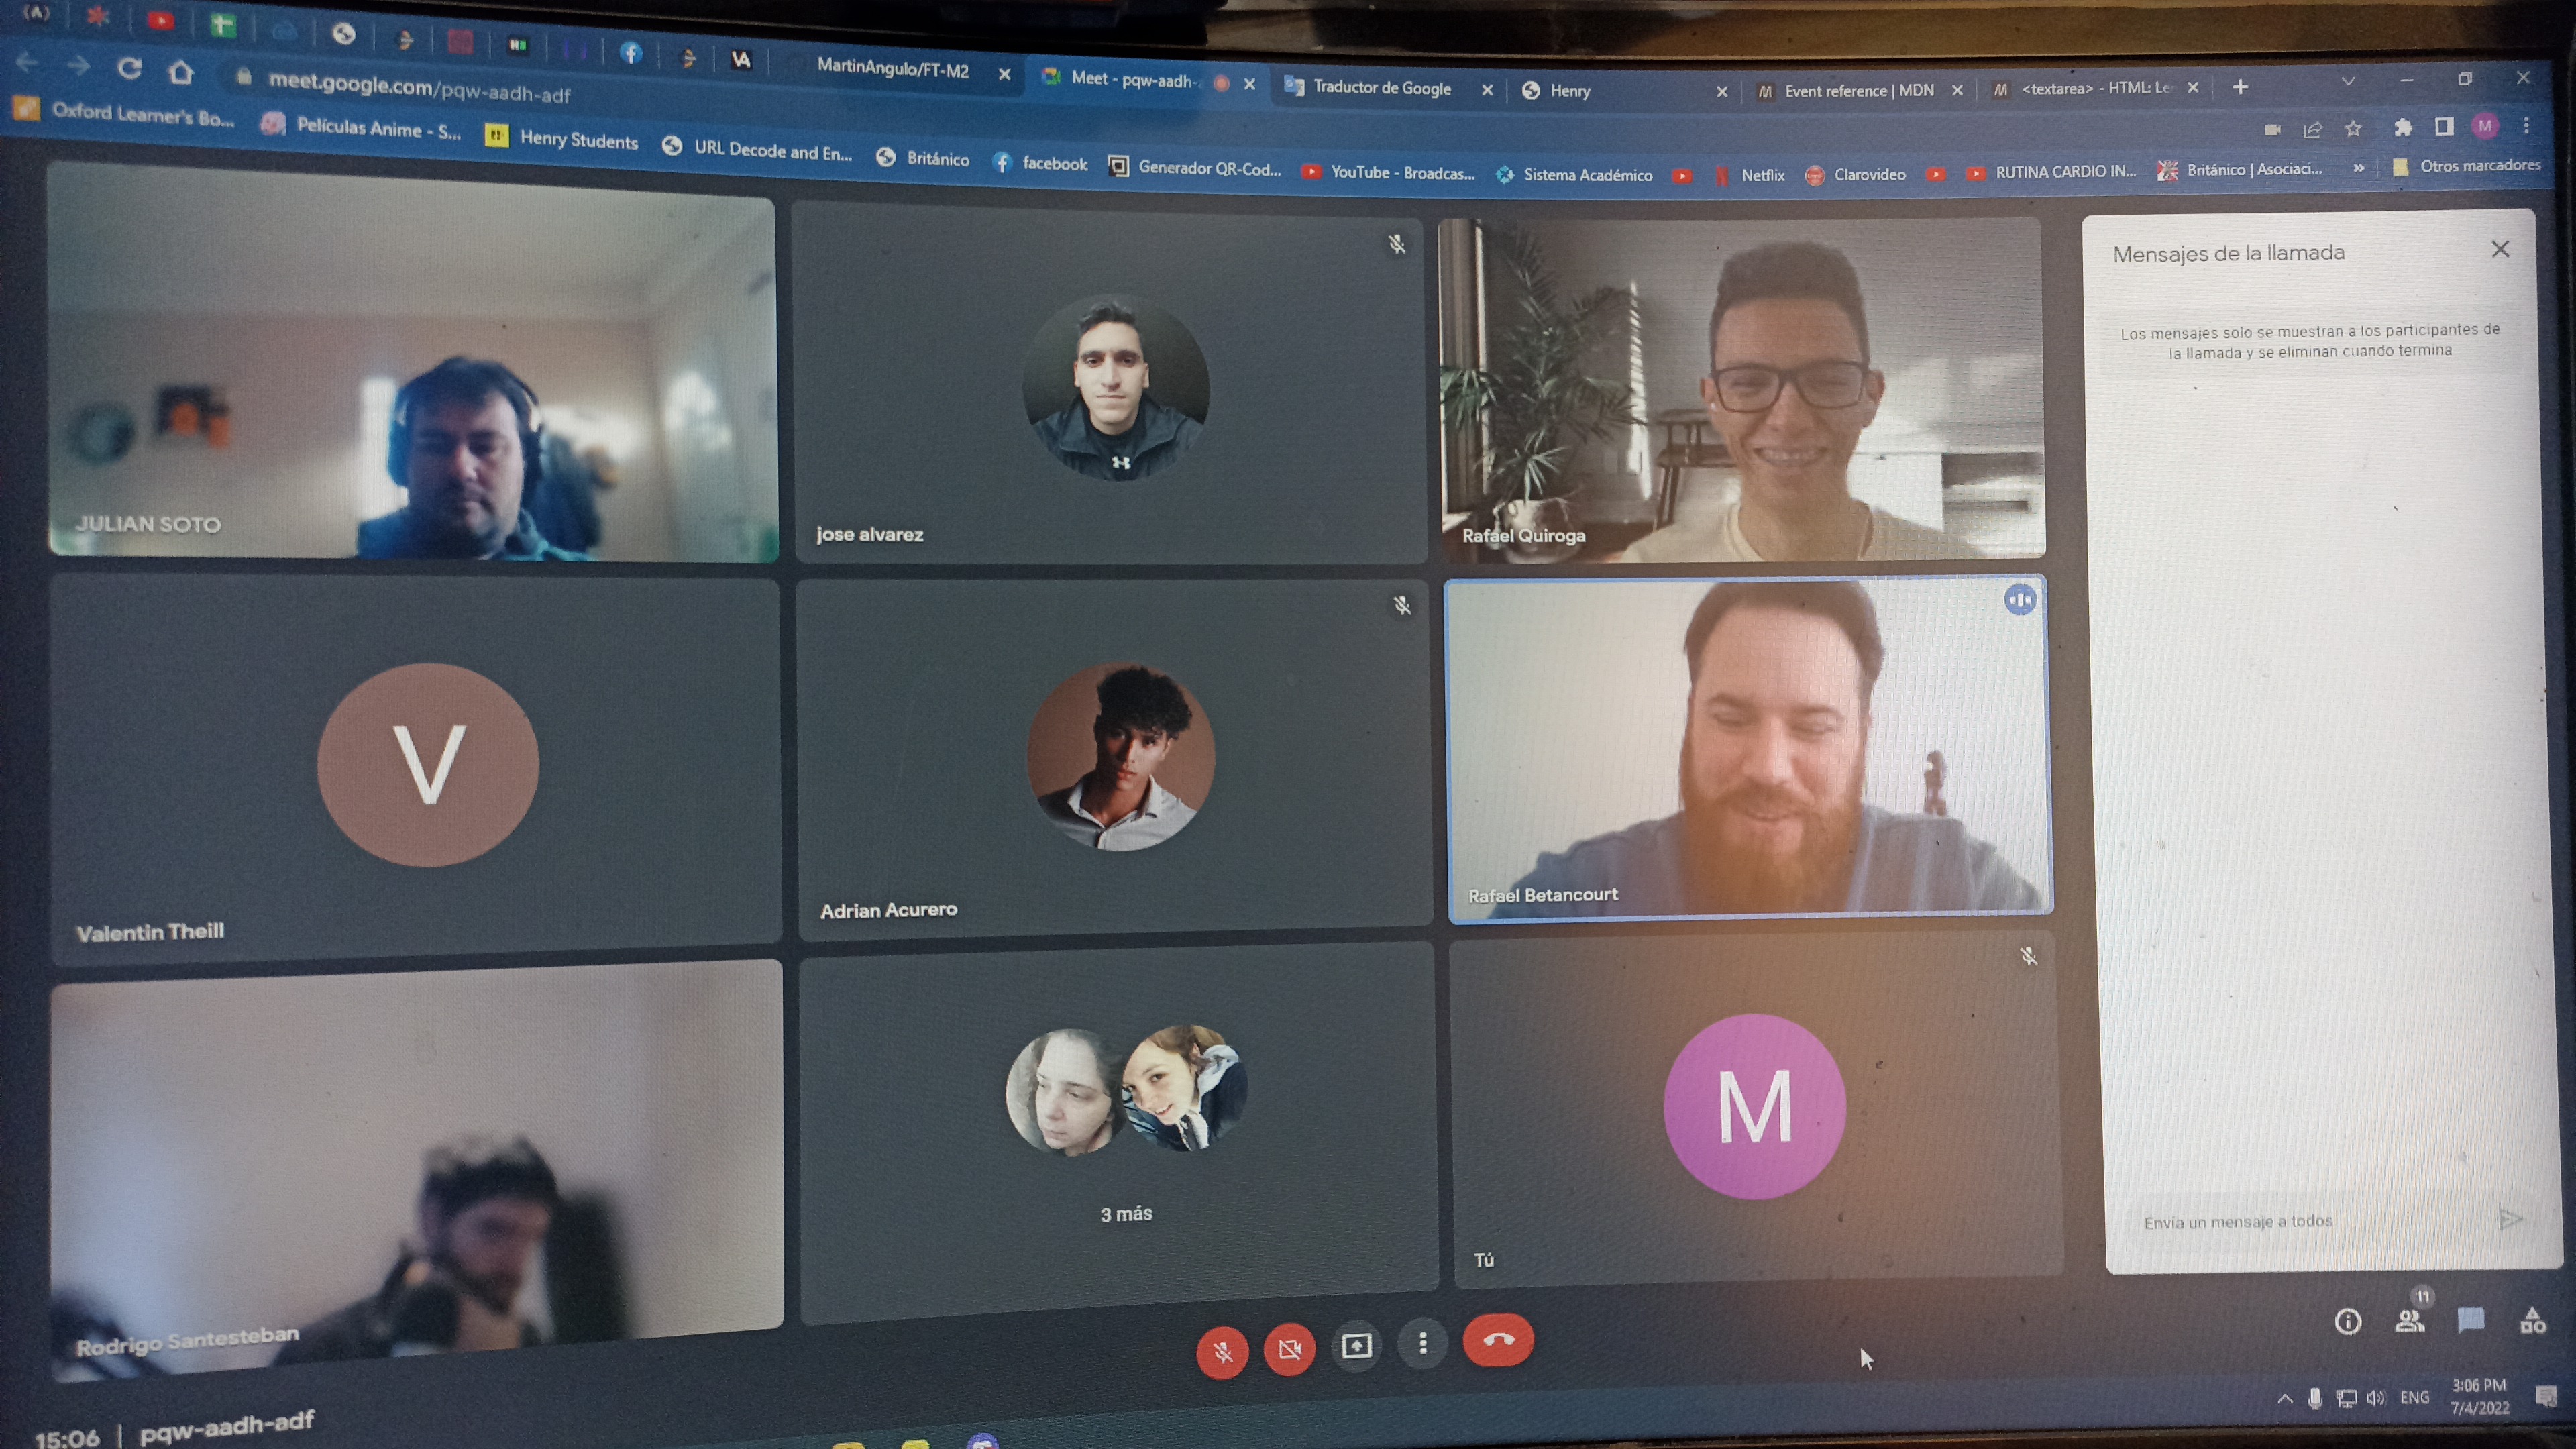 MartinAngulo/FT-M2
Meet - pqw-aadh-
Traductor de Google
Henry
Event reference | MDN
<textarea> - HTML: Le
meet.google.com/pqw-aadh-adf
M
Oxford Learner's Bo...
Películas Anime - S...
Henry Students
URL Decode and En...
Británico
facebook
Generador QR-Cod...
YouTube - Broadcas...
Sistema Académico
Netflix
Clarovideo
RUTINA CARDIO IN...
Británico | Asociaci...
»
Otros marcadores
JULIAN SOTO
jose alvarez
Rafael Quiroga
V
Valentin Theill
Adrian Acurero
Rafael Betancourt
Rodrigo Santesteban
3 más
M
Tú
Mensajes de la llamada
Los mensajes solo se muestran a los participantes de
la llamada y se eliminan cuando termina
Envía un mensaje a todos
11
15:06 | pqw-aadh-adf
ENG
3:06 PM
7/4/2022